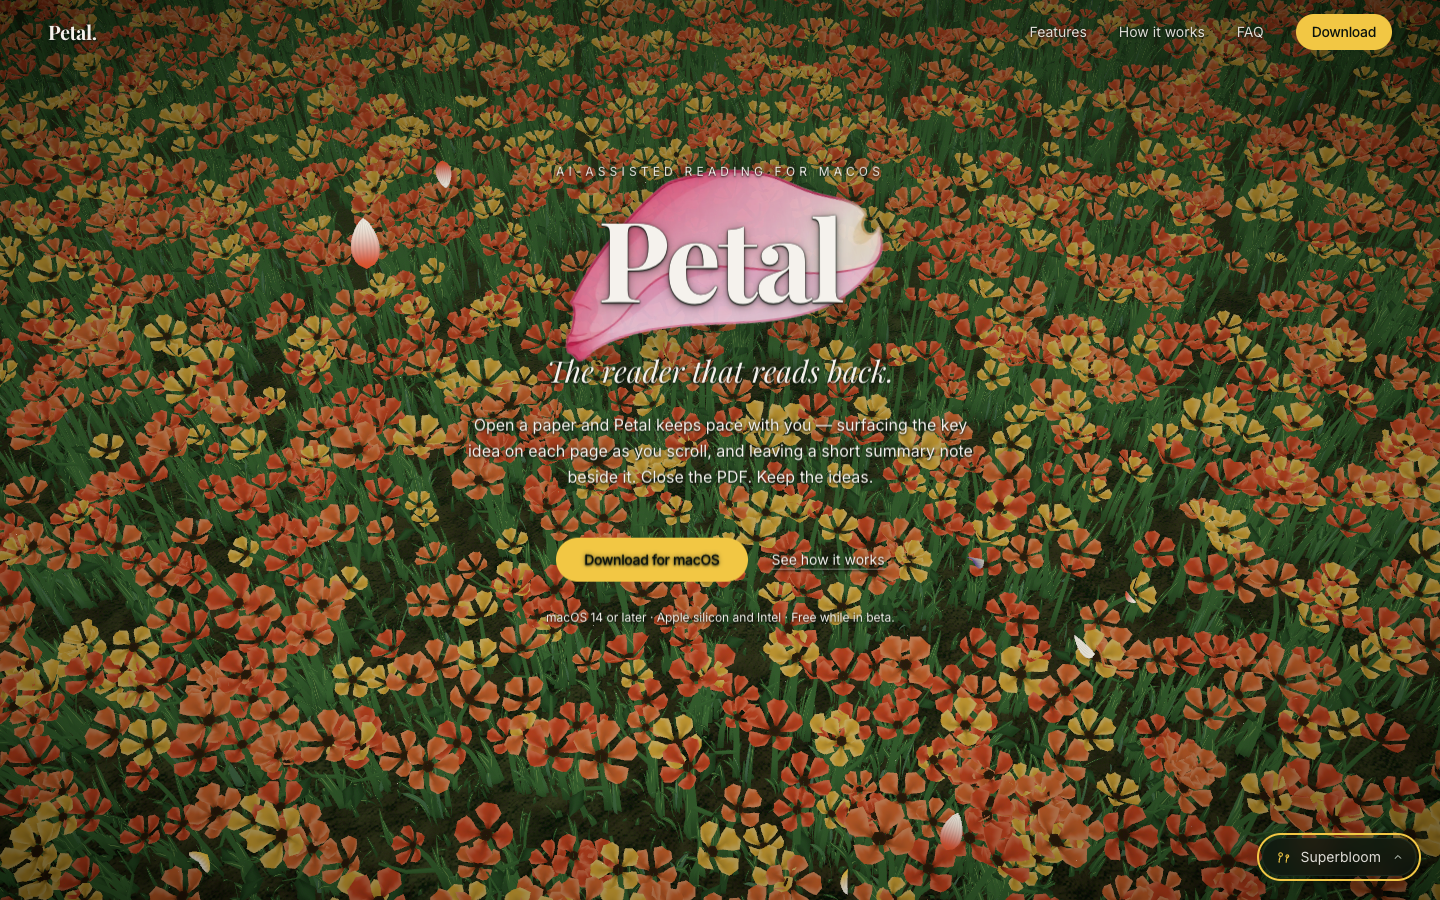 Petal.
Features
How it works
FAQ
Download
AI-ASSISTED READING FOR MACOS
Petal
The reader that reads back.
Open a paper and Petal keeps pace with you — surfacing the key
idea on each page as you scroll, and leaving a short summary note
beside it. Close the PDF. Keep the ideas.
Download for macOS
See how it works
macOS 14 or later · Apple silicon and Intel · Free while in beta.
Superbloom